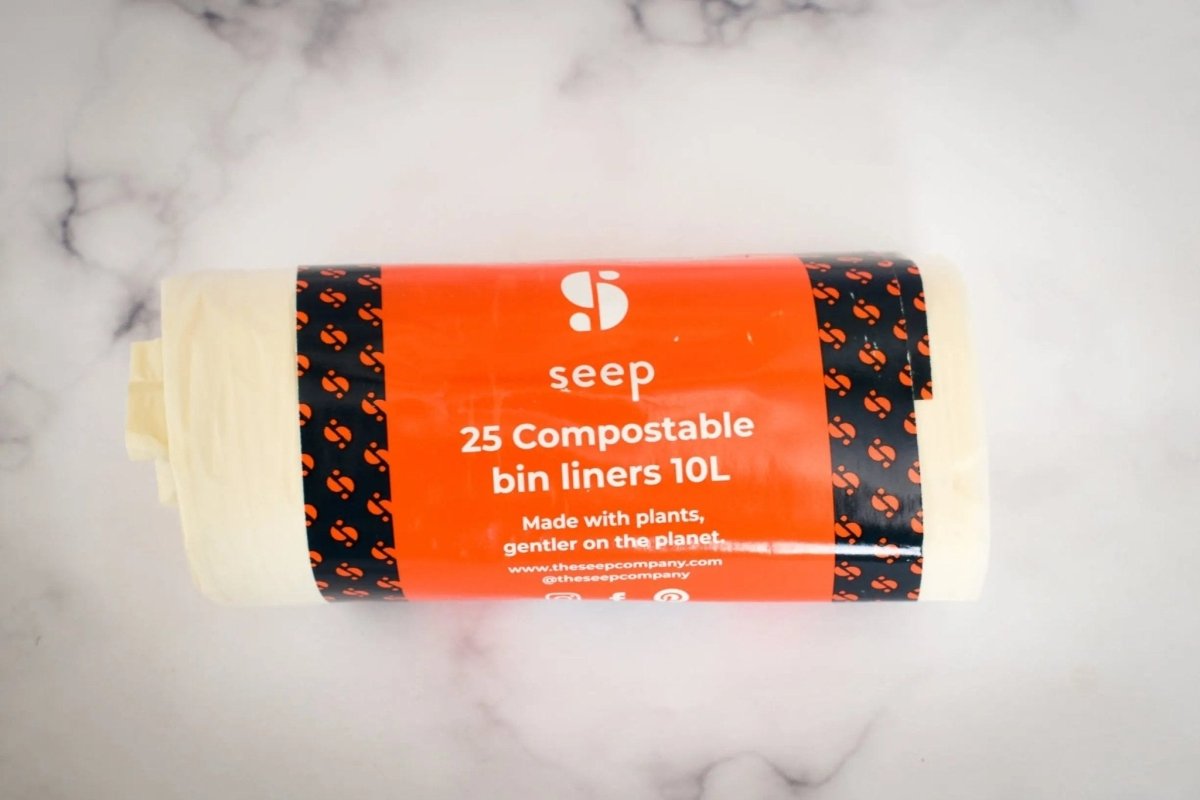 seep
25 Compostable
bin liners 10L
Made with plants,
gentler on the planet.
www.theseepcompany.com
@theseepcompany